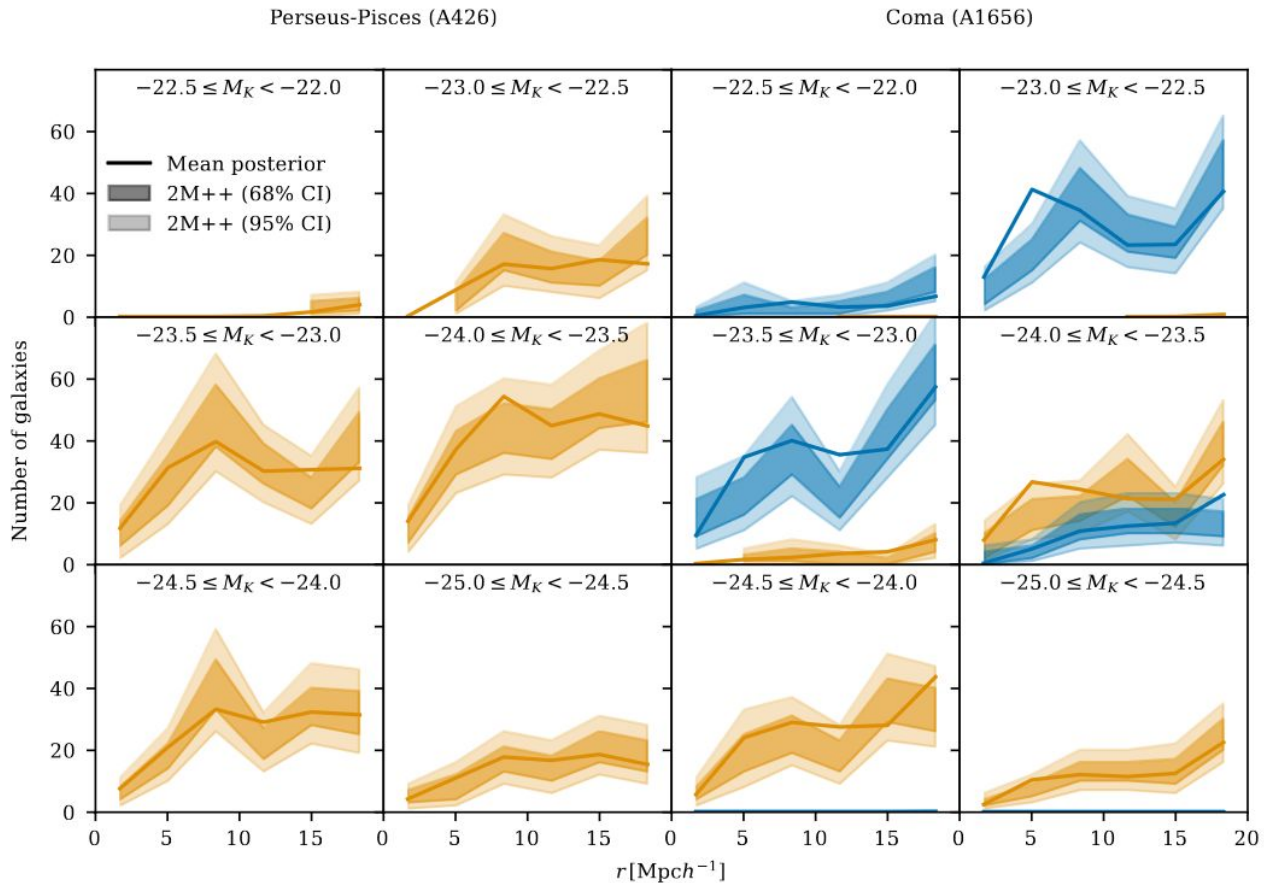 Perseus-Pisces (A426)
Coma (A1656)
−22.5 ≤ M_K < −22.0
−23.0 ≤ M_K < −22.5
−22.5 ≤ M_K < −22.0
−23.0 ≤ M_K < −22.5
60
40
20
0
Mean posterior
2M++ (68% CI)
2M++ (95% CI)
−23.5 ≤ M_K < −23.0
−24.0 ≤ M_K < −23.5
−23.5 ≤ M_K < −23.0
−24.0 ≤ M_K < −23.5
Number of galaxies
60
40
20
0
−24.5 ≤ M_K < −24.0
−25.0 ≤ M_K < −24.5
−24.5 ≤ M_K < −24.0
−25.0 ≤ M_K < −24.5
60
40
20
0
0 5 10 15 0 5 10 15 0 5 10 15 0 5 10 15 20
r [Mpch⁻¹]